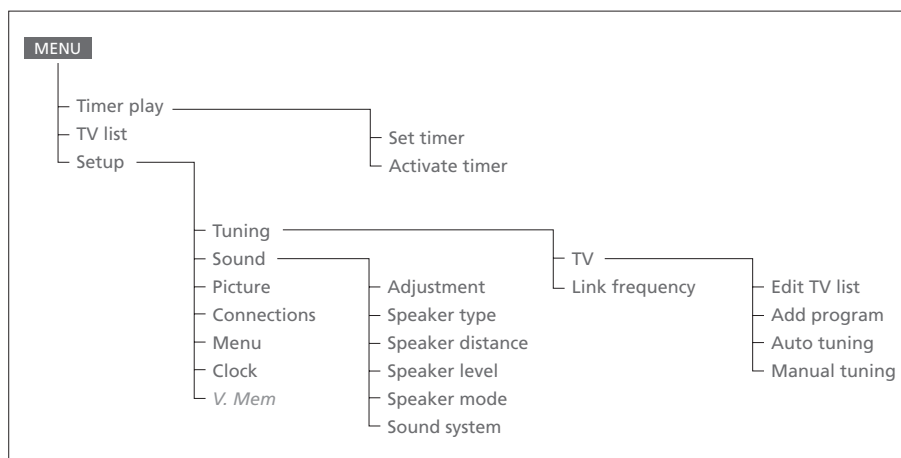 MENU
Timer play
TV list
Setup
Set timer
Activate timer
Tuning
Sound
Picture
Connections
Menu
Clock
V. Mem
Adjustment
Speaker type
Speaker distance
Speaker level
Speaker mode
Sound system
TV
Link frequency
Edit TV list
Add program
Auto tuning
Manual tuning